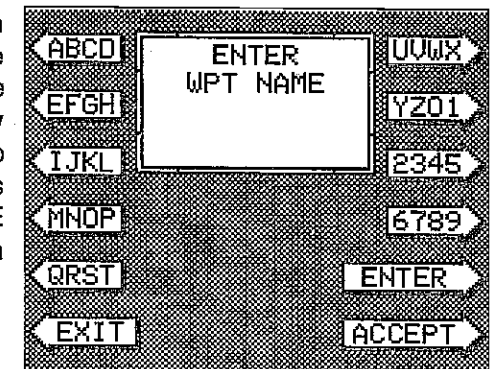 ABCD
ENTER
WPT NAME
UVWX
EFGH
YZ01
IJKL
2345
MNOP
6789
QRST
ENTER
EXIT
ACCEPT